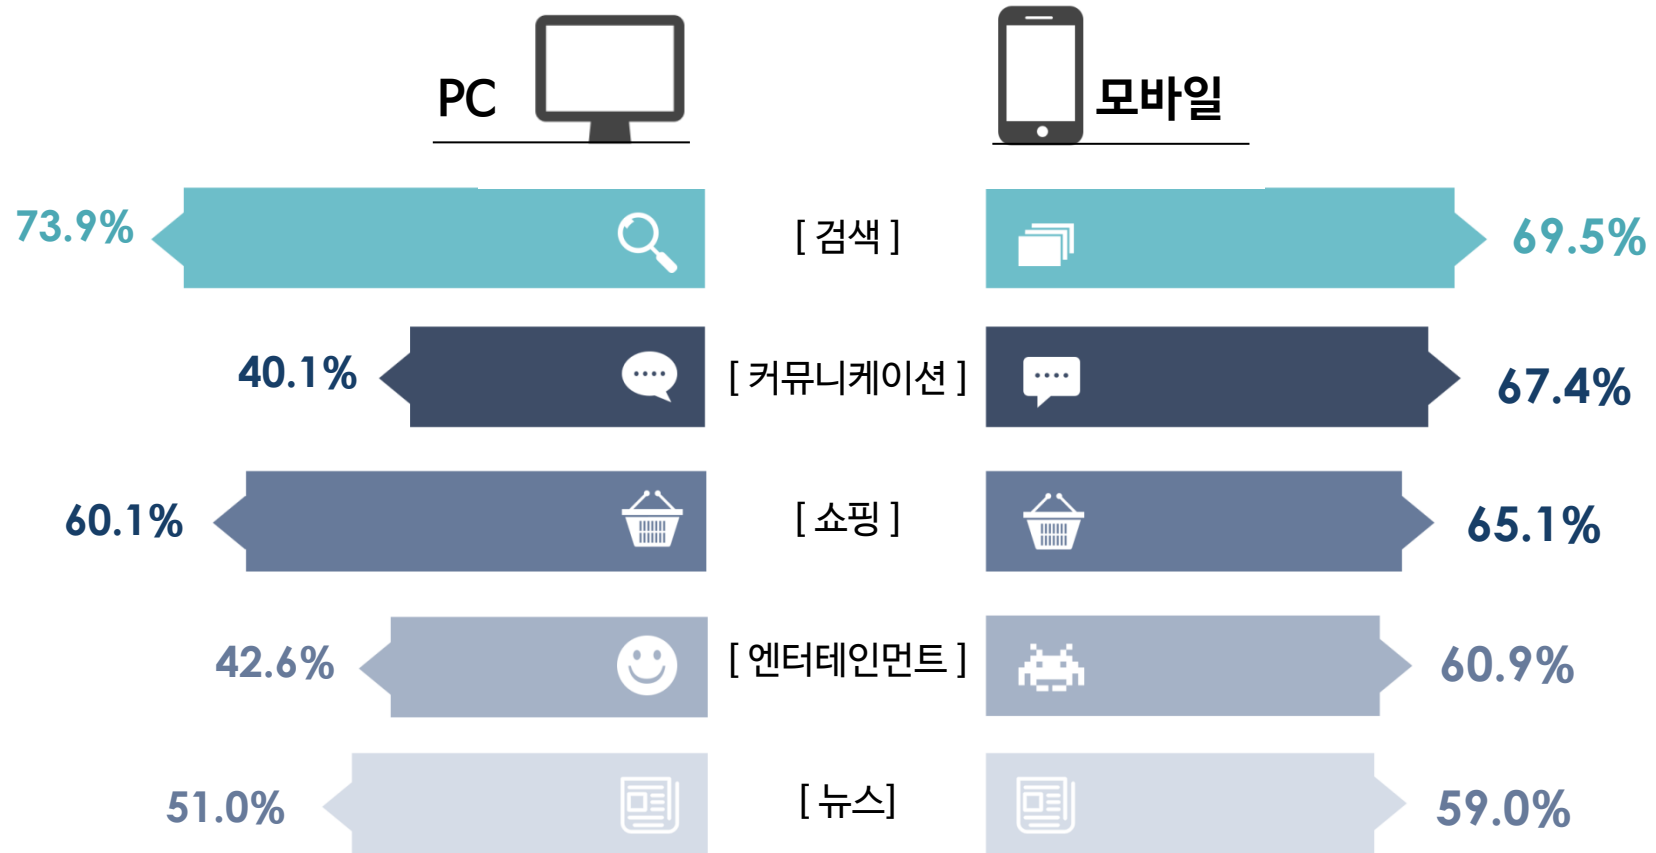 PC
모바일
73.9% [ 검색 ] 69.5%
40.1% [ 커뮤니케이션 ] 67.4%
60.1% [ 쇼핑 ] 65.1%
42.6% [ 엔터테인먼트 ] 60.9%
51.0% [ 뉴스] 59.0%